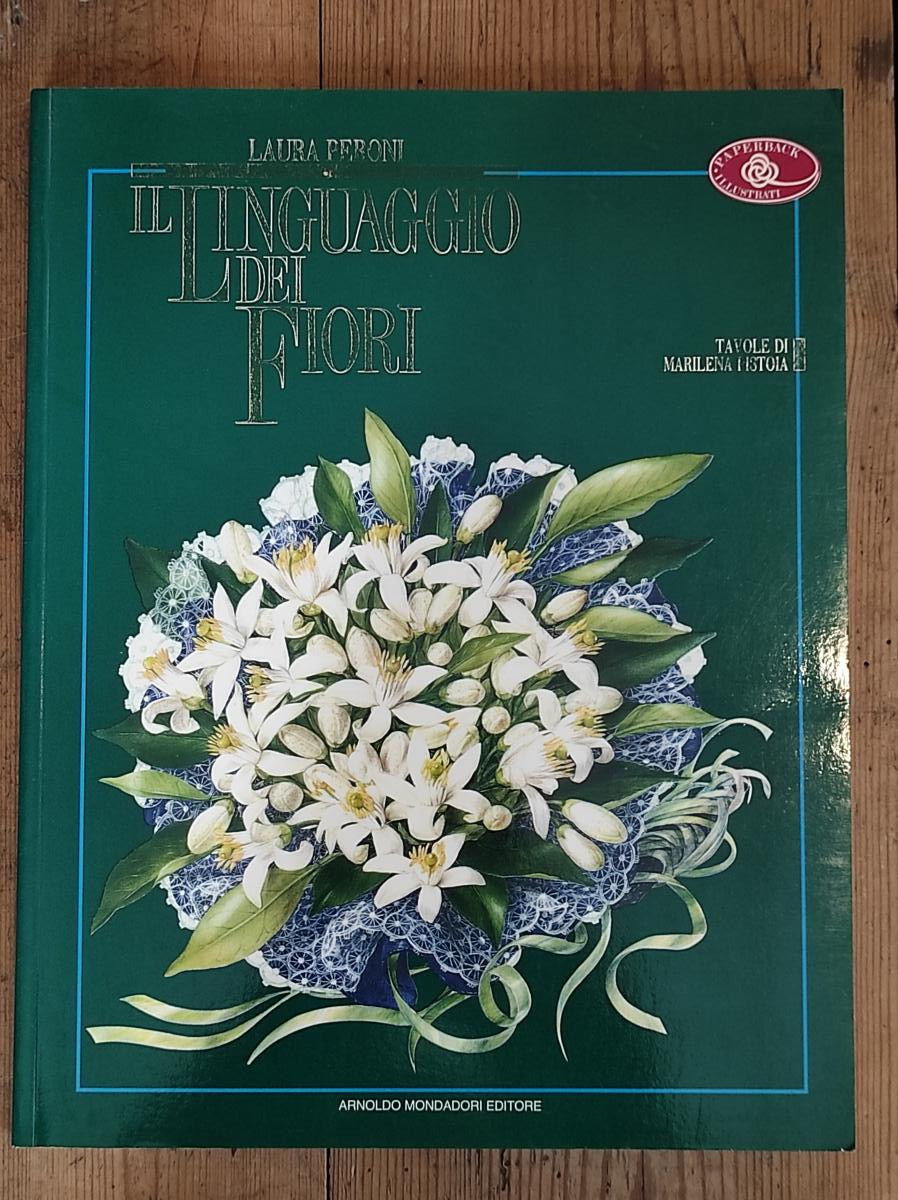 LAURA PERONI
IL LINGUAGGIO
DEI
FIORI
PAPERBACK
ILLUSTRATI
TAVOLE DI
MARILENA PISTOIA
ARNOLDO MONDADORI EDITORE